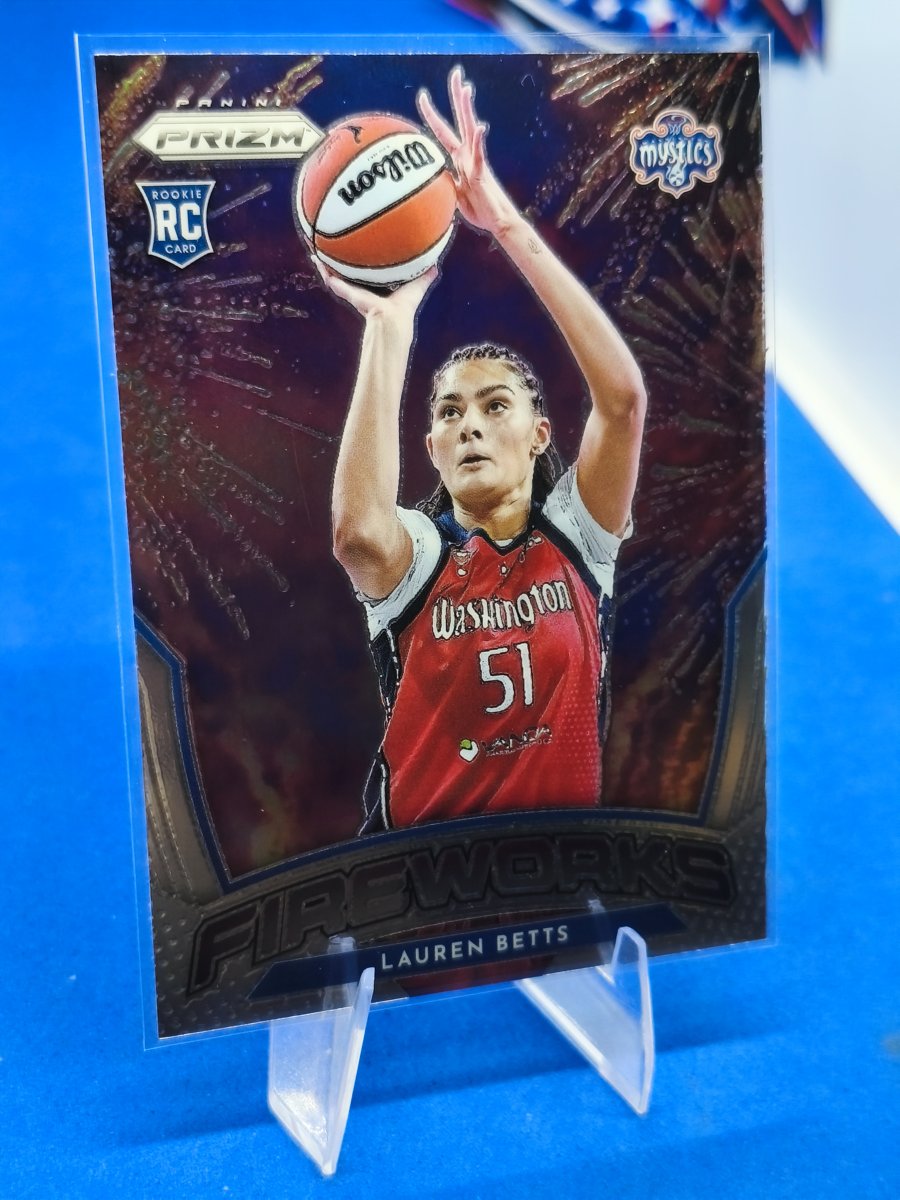 PANINI
PRIZM
ROOKIE
RC
CARD
Wilson
MYSTICS
Washington
51
FIREWORKS
LAUREN BETTS